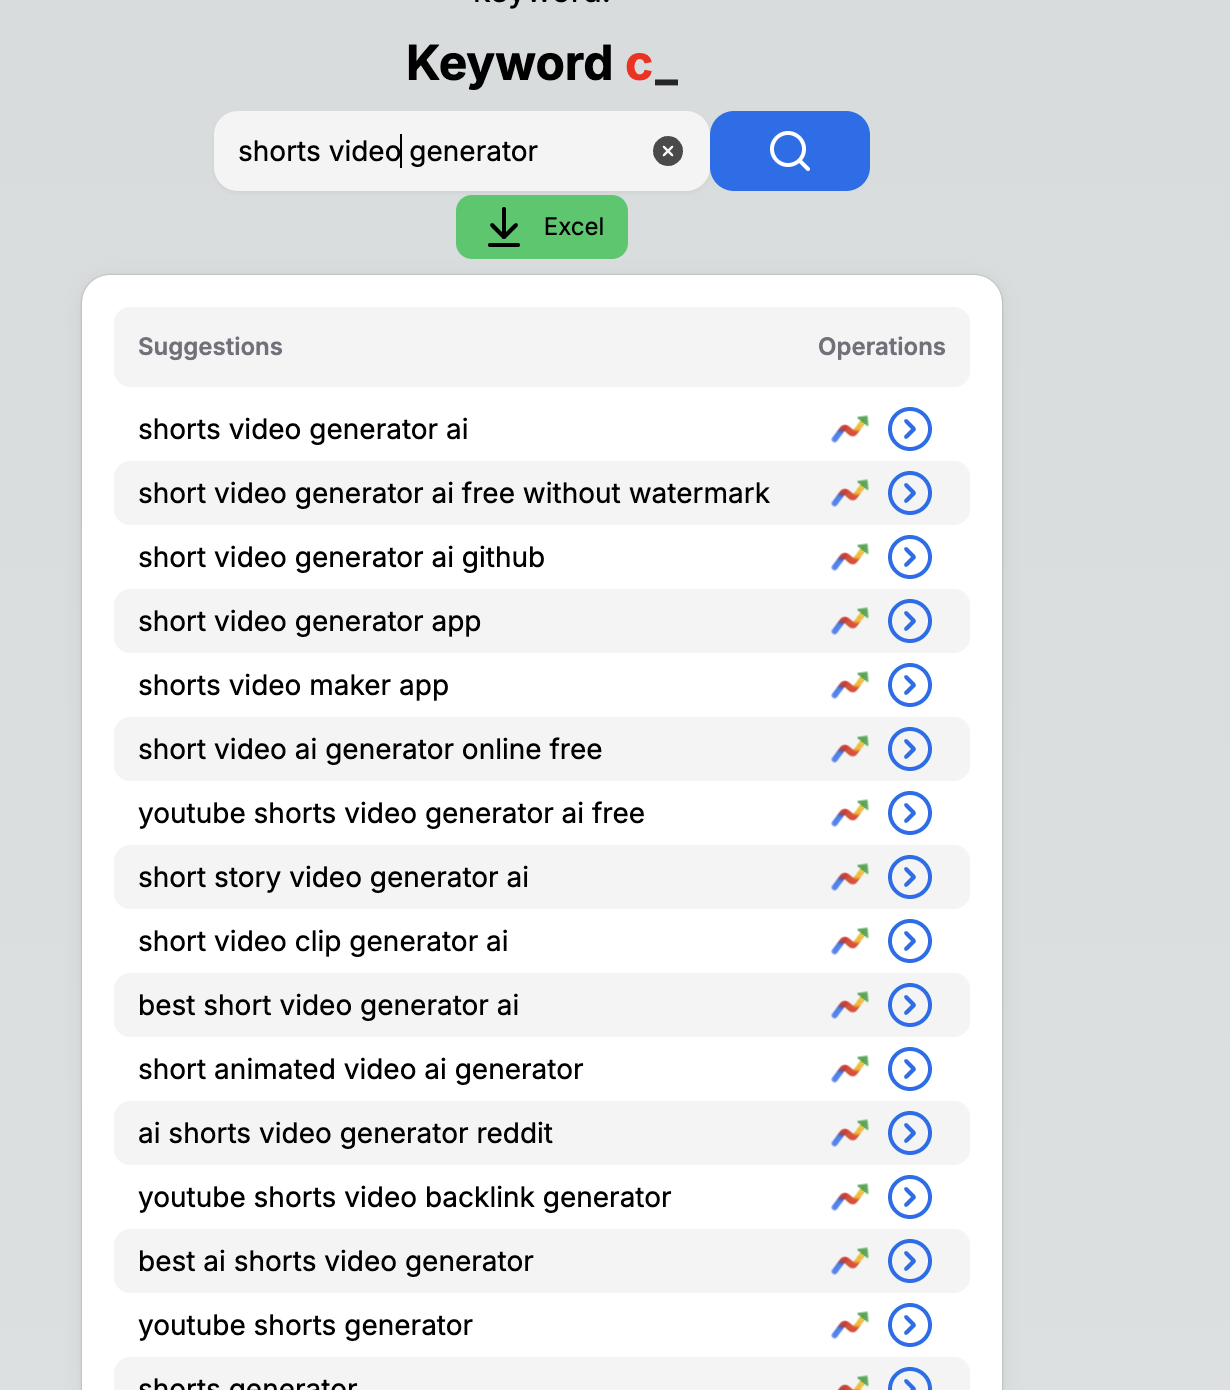 Keyword c_
shorts video generator
Excel
Suggestions Operations
shorts video generator ai
short video generator ai free without watermark
short video generator ai github
short video generator app
shorts video maker app
short video ai generator online free
youtube shorts video generator ai free
short story video generator ai
short video clip generator ai
best short video generator ai
short animated video ai generator
ai shorts video generator reddit
youtube shorts video backlink generator
best ai shorts video generator
youtube shorts generator
shorts generator